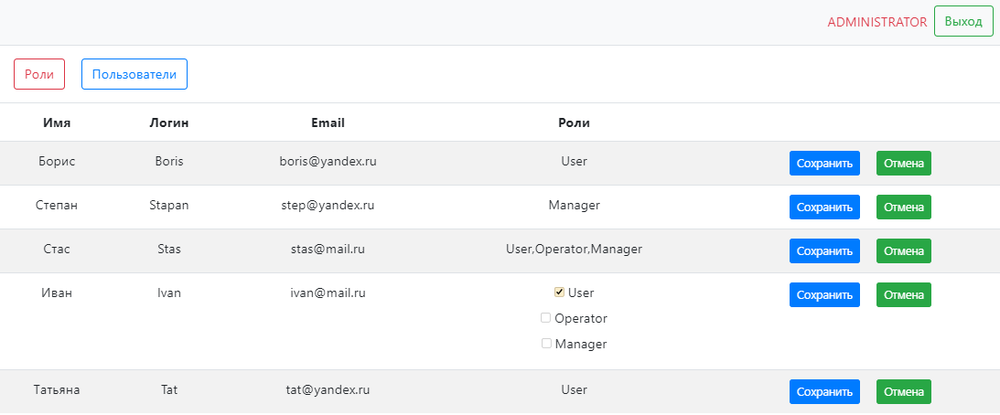 ADMINISTRATOR Выход
Роли Пользователи
Имя Логин Email Роли
Борис Boris boris@yandex.ru User Сохранить Отмена
Степан Stapan step@yandex.ru Manager Сохранить Отмена
Стас Stas stas@mail.ru User,Operator,Manager Сохранить Отмена
Иван Ivan ivan@mail.ru User Сохранить Отмена
Operator
Manager
Татьяна Tat tat@yandex.ru User Сохранить Отмена